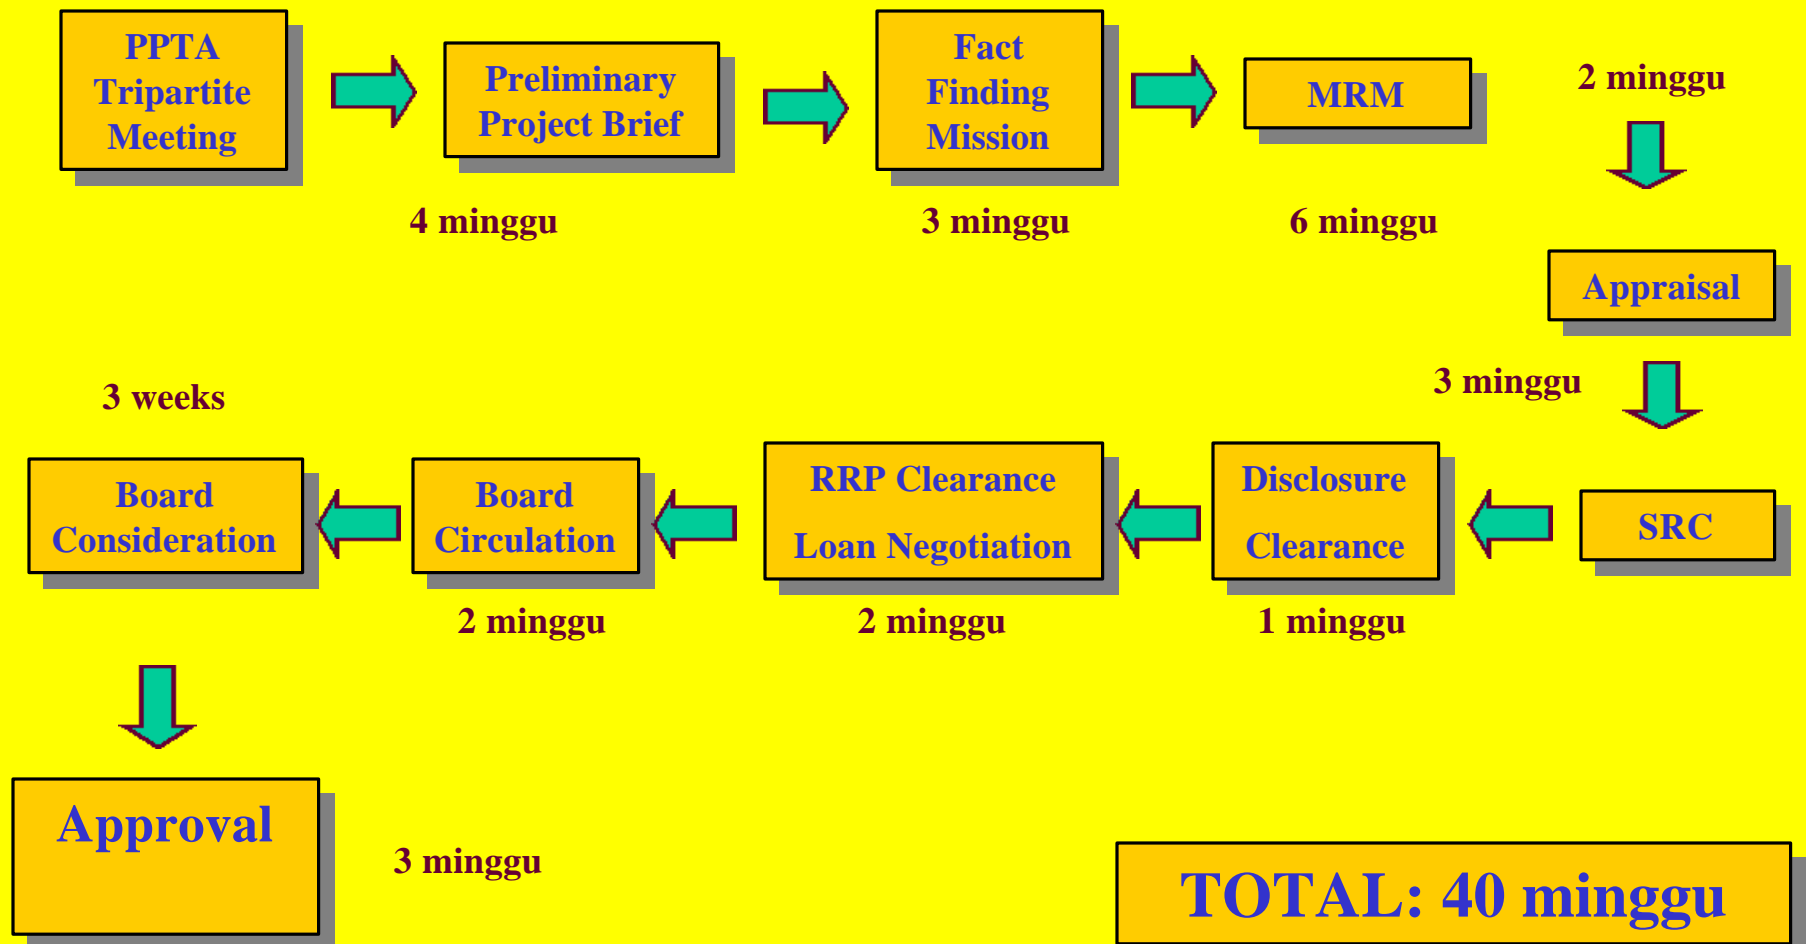 PPTA
Tripartite
Meeting
Preliminary
Project Brief
Fact
Finding
Mission
MRM
2 minggu
4 minggu
3 minggu
6 minggu
Appraisal
3 minggu
3 weeks
Board
Consideration
Board
Circulation
RRP Clearance
Loan Negotiation
Disclosure
Clearance
SRC
2 minggu
2 minggu
1 minggu
Approval
3 minggu
TOTAL: 40 minggu